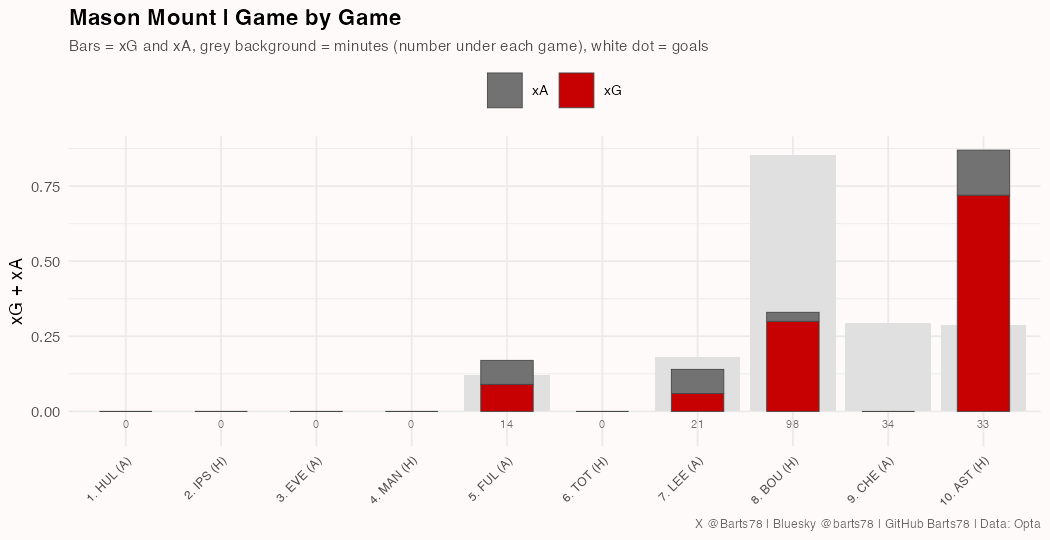 Mason Mount | Game by Game
Bars = xG and xA, grey background = minutes (number under each game), white dot = goals
xA xG
xG + xA
0.75
0.50
0.25
0.00
0 0 0 0 14 0 21 98 34 33
1. HUL (A) 2. IPS (H) 3. EVE (A) 4. MAN (H) 5. FUL (A) 6. TOT (H) 7. LEE (A) 8. BOU (H) 9. CHE (A) 10. AST (H)
X @Barts78 | Bluesky @barts78 | GitHub Barts78 | Data: Opta